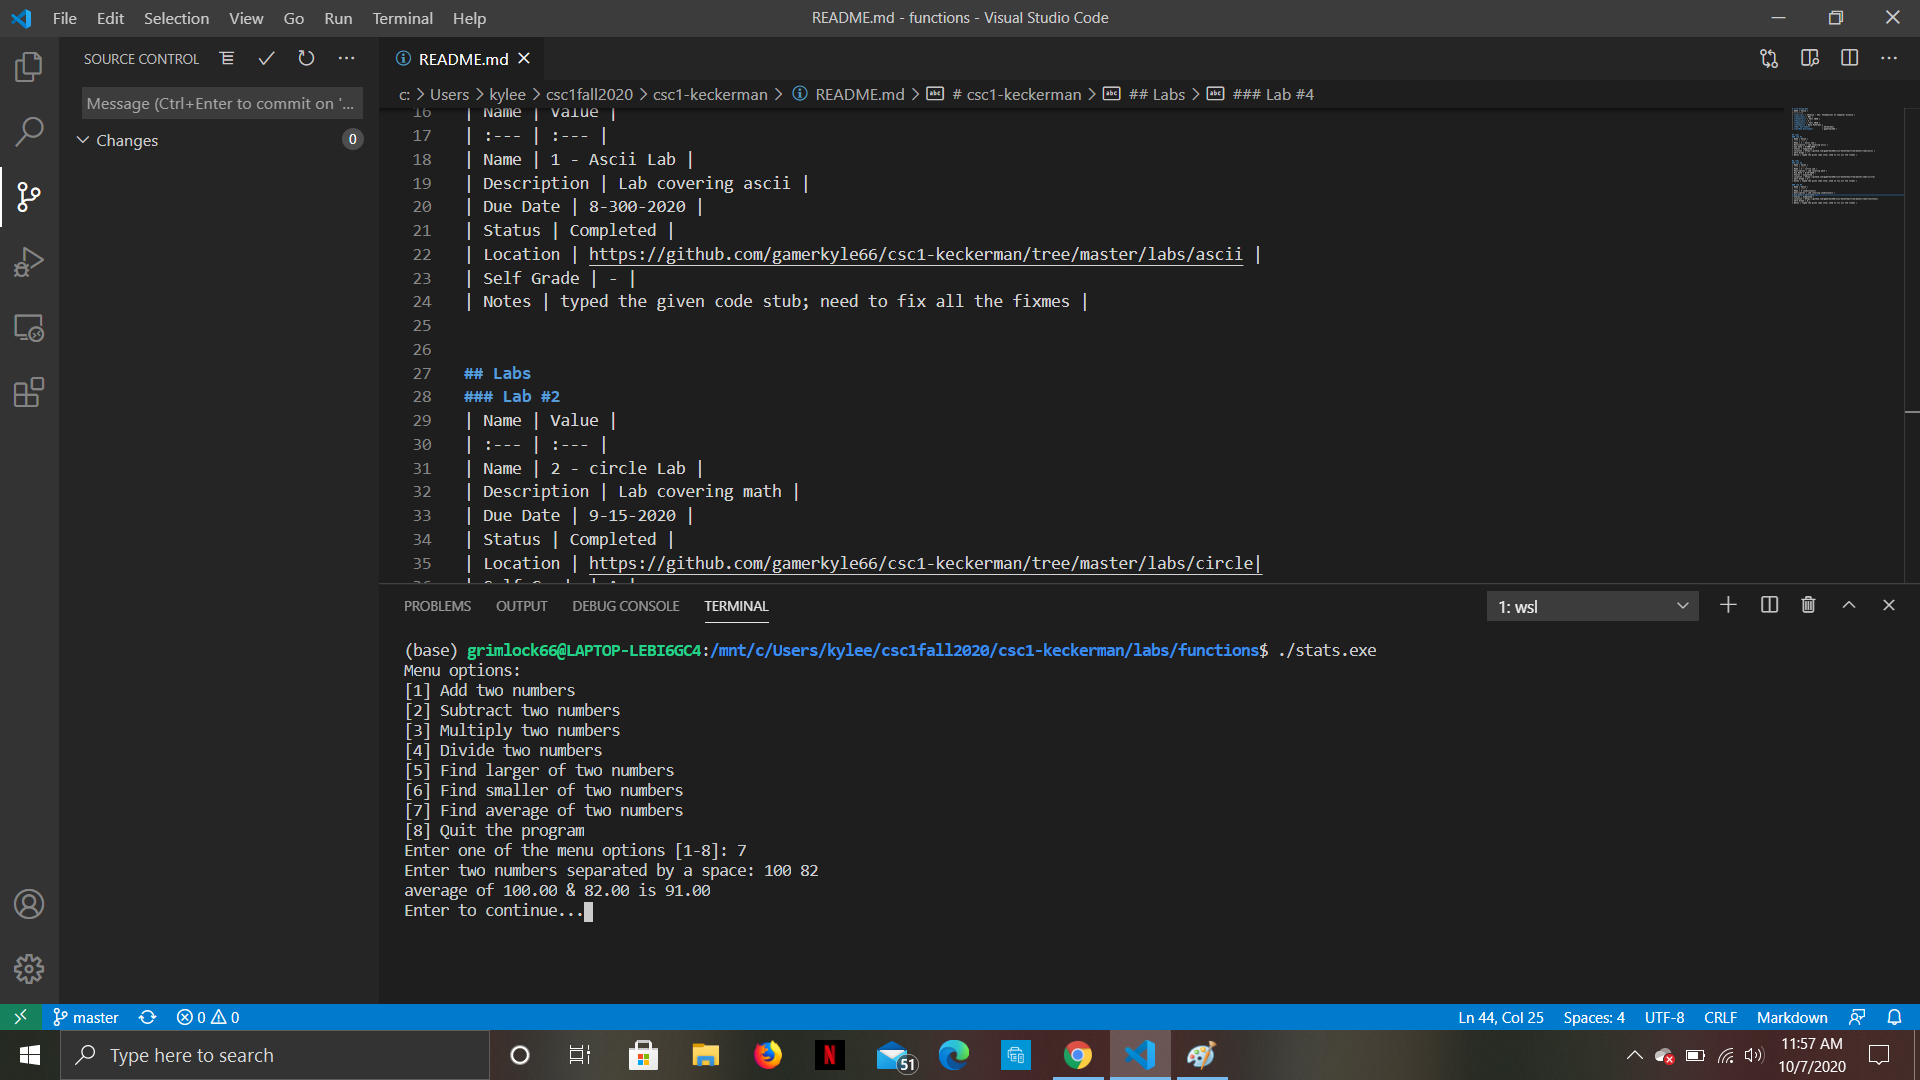 File Edit Selection View Go Run Terminal Help
README.md - functions - Visual Studio Code
SOURCE CONTROL
README.md
Message (Ctrl+Enter to commit on '...
c: > Users > kylee > csc1fall2020 > csc1-keckerman > README.md > # csc1-keckerman > ## Labs > ### Lab #4
Changes 0
16 | Name | Value |
17 | :--- | :--- |
18 | Name | 1 - Ascii Lab |
19 | Description | Lab covering ascii |
20 | Due Date | 8-300-2020 |
21 | Status | Completed |
22 | Location | https://github.com/gamerkyle66/csc1-keckerman/tree/master/labs/ascii |
23 | Self Grade | - |
24 | Notes | typed the given code stub; need to fix all the fixmes |
25
26
27 ## Labs
28 ### Lab #2
29 | Name | Value |
30 | :--- | :--- |
31 | Name | 2 - circle Lab |
32 | Description | Lab covering math |
33 | Due Date | 9-15-2020 |
34 | Status | Completed |
35 | Location | https://github.com/gamerkyle66/csc1-keckerman/tree/master/labs/circle|
PROBLEMS OUTPUT DEBUG CONSOLE TERMINAL
1: wsl
(base) grimlock66@LAPTOP-LEBI6GC4:/mnt/c/Users/kylee/csc1fall2020/csc1-keckerman/labs/functions$ ./stats.exe
Menu options:
[1] Add two numbers
[2] Subtract two numbers
[3] Multiply two numbers
[4] Divide two numbers
[5] Find larger of two numbers
[6] Find smaller of two numbers
[7] Find average of two numbers
[8] Quit the program
Enter one of the menu options [1-8]: 7
Enter two numbers separated by a space: 100 82
average of 100.00 & 82.00 is 91.00
Enter to continue...
master 0 0
Ln 44, Col 25 Spaces: 4 UTF-8 CRLF Markdown
Type here to search
51
11:57 AM
10/7/2020